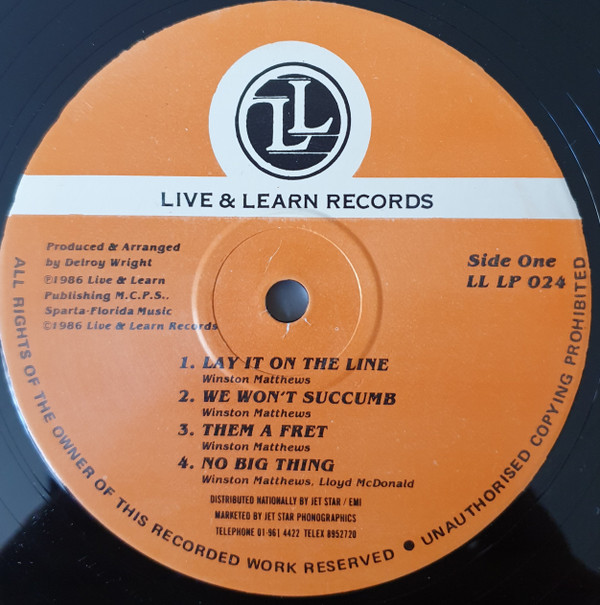 LL
LIVE & LEARN RECORDS
Produced & Arranged
by Delroy Wright
℗1986 Live & Learn
Publishing M.C.P.S..
Sparta-Florida Music
©1986 Live & Learn Records
Side One
LL LP 024
1. LAY IT ON THE LINE
Winston Matthews
2. WE WON'T SUCCUMB
Winston Matthews
3. THEM A FRET
Winston Matthews
4. NO BIG THING
Winston Matthews, Lloyd McDonald
DISTRIBUTED NATIONALLY BY JET STAR / EMI
MARKETED BY JET STAR PHONOGRAPHICS
TELEPHONE 01-961 4422 TELEX 8952720
ALL RIGHTS OF THE OWNER OF THIS RECORDED WORK RESERVED ● UNAUTHORISED COPYING PROHIBITED